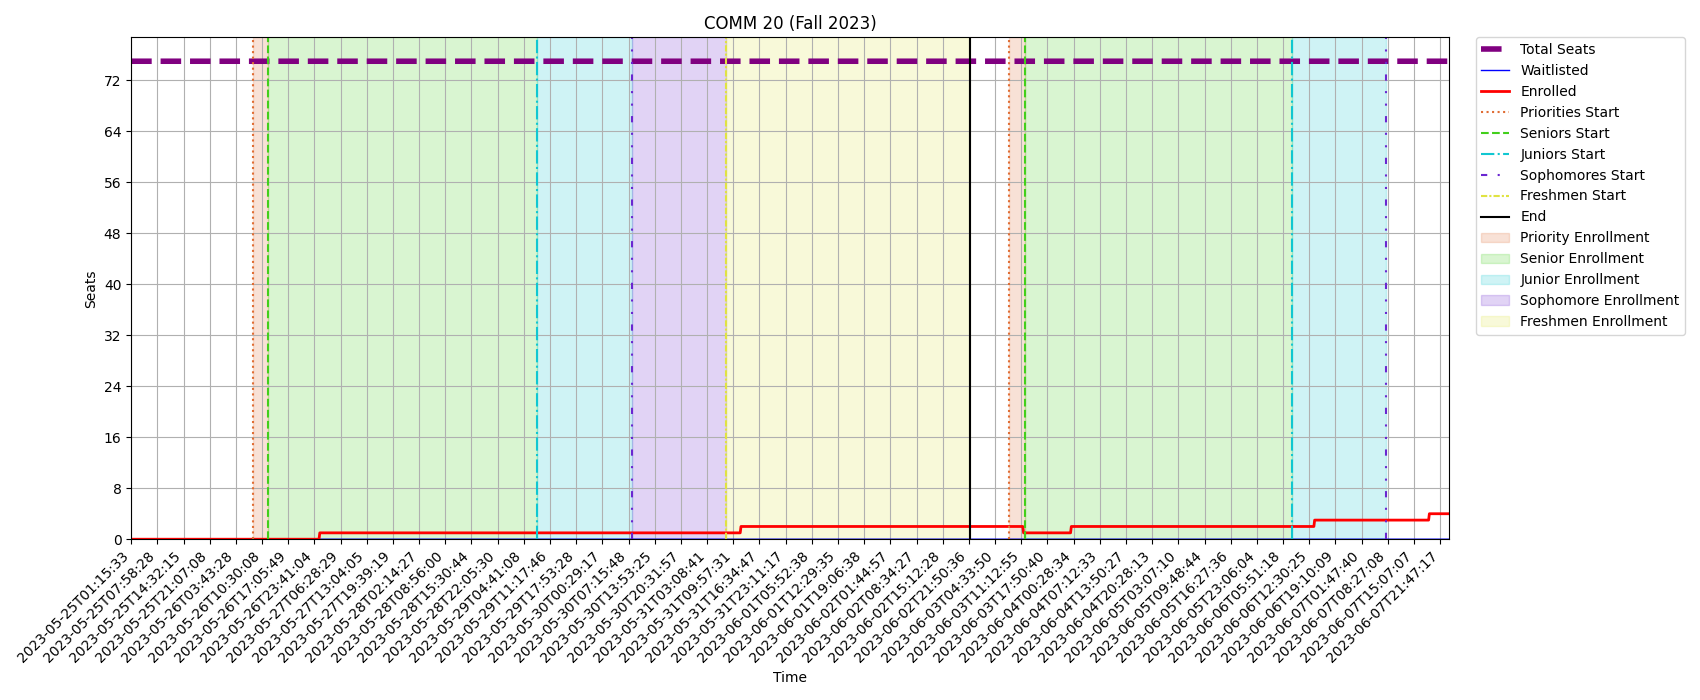 COMM 20 (Fall 2023)
Total Seats
Waitlisted
Enrolled
Priorities Start
Seniors Start
Juniors Start
Sophomores Start
Freshmen Start
End
Priority Enrollment
Senior Enrollment
Junior Enrollment
Sophomore Enrollment
Freshmen Enrollment
Seats
72
64
56
48
40
32
24
16
8
0
2023-05-25T01:15:33
2023-05-25T07:58:28
2023-05-25T14:32:15
2023-05-25T21:07:08
2023-05-26T03:43:28
2023-05-26T10:30:08
2023-05-26T17:05:49
2023-05-26T23:41:04
2023-05-27T06:28:29
2023-05-27T13:04:05
2023-05-27T19:39:19
2023-05-28T02:14:27
2023-05-28T08:56:00
2023-05-28T15:30:44
2023-05-28T22:05:30
2023-05-29T04:41:08
2023-05-29T11:17:46
2023-05-29T17:53:28
2023-05-30T00:29:17
2023-05-30T07:15:48
2023-05-30T13:53:25
2023-05-30T20:31:57
2023-05-31T03:08:41
2023-05-31T09:57:31
2023-05-31T16:34:47
2023-05-31T23:11:17
2023-06-01T05:52:38
2023-06-01T12:29:35
2023-06-01T19:06:38
2023-06-02T01:44:57
2023-06-02T08:34:27
2023-06-02T15:12:28
2023-06-02T21:50:36
2023-06-03T04:33:50
2023-06-03T11:12:55
2023-06-03T17:50:40
2023-06-04T00:28:34
2023-06-04T07:12:33
2023-06-04T13:50:27
2023-06-04T20:28:13
2023-06-05T03:07:10
2023-06-05T09:48:44
2023-06-05T16:27:36
2023-06-05T23:06:04
2023-06-06T05:51:18
2023-06-06T12:30:25
2023-06-06T19:10:09
2023-06-07T01:47:40
2023-06-07T08:27:08
2023-06-07T15:07:07
2023-06-07T21:47:17
Time